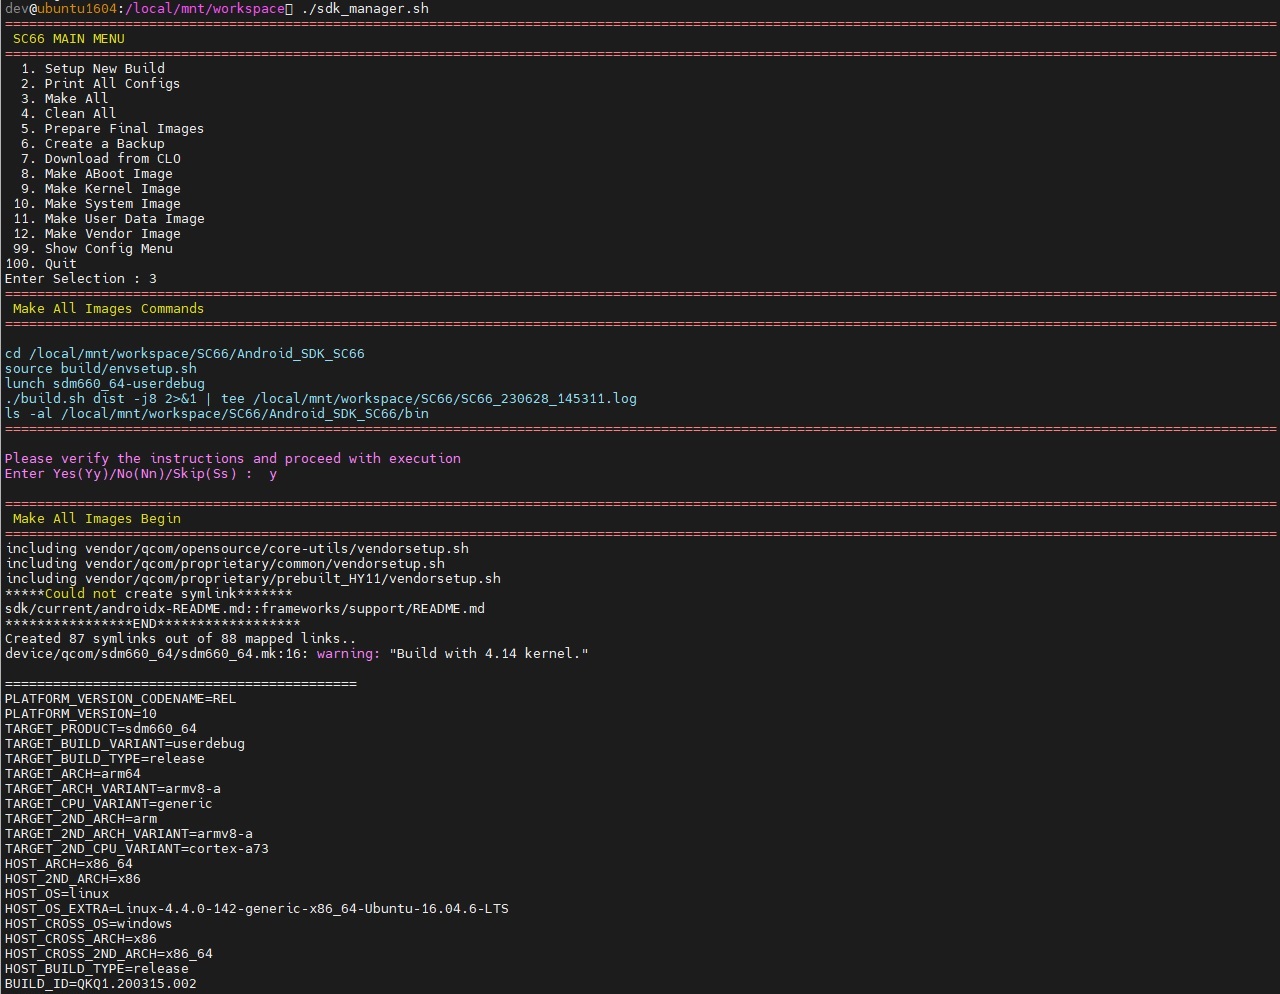 dev@ubuntu1604:/local/mnt/workspace ./sdk_manager.sh
================================================================================================================================================================
SC66 MAIN MENU
================================================================================================================================================================
1. Setup New Build
2. Print All Configs
3. Make All
4. Clean All
5. Prepare Final Images
6. Create a Backup
7. Download from CLO
8. Make ABoot Image
9. Make Kernel Image
10. Make System Image
11. Make User Data Image
12. Make Vendor Image
99. Show Config Menu
100. Quit
Enter Selection : 3
================================================================================================================================================================
Make All Images Commands
================================================================================================================================================================
cd /local/mnt/workspace/SC66/Android_SDK_SC66
source build/envsetup.sh
lunch sdm660_64-userdebug
./build.sh dist -j8 2>&1 | tee /local/mnt/workspace/SC66/SC66_230628_145311.log
ls -al /local/mnt/workspace/SC66/Android_SDK_SC66/bin
================================================================================================================================================================
Please verify the instructions and proceed with execution
Enter Yes(Yy)/No(Nn)/Skip(Ss) :  y
================================================================================================================================================================
Make All Images Begin
================================================================================================================================================================
including vendor/qcom/opensource/core-utils/vendorsetup.sh
including vendor/qcom/proprietary/common/vendorsetup.sh
including vendor/qcom/proprietary/prebuilt_HY11/vendorsetup.sh
*****Could not create symlink*******
sdk/current/androidx-README.md::frameworks/support/README.md
****************END******************
Created 87 symlinks out of 88 mapped links..
device/qcom/sdm660_64/sdm660_64.mk:16: warning: "Build with 4.14 kernel."
============================================
PLATFORM_VERSION_CODENAME=REL
PLATFORM_VERSION=10
TARGET_PRODUCT=sdm660_64
TARGET_BUILD_VARIANT=userdebug
TARGET_BUILD_TYPE=release
TARGET_ARCH=arm64
TARGET_ARCH_VARIANT=armv8-a
TARGET_CPU_VARIANT=generic
TARGET_2ND_ARCH=arm
TARGET_2ND_ARCH_VARIANT=armv8-a
TARGET_2ND_CPU_VARIANT=cortex-a73
HOST_ARCH=x86_64
HOST_2ND_ARCH=x86
HOST_OS=linux
HOST_OS_EXTRA=Linux-4.4.0-142-generic-x86_64-Ubuntu-16.04.6-LTS
HOST_CROSS_OS=windows
HOST_CROSS_ARCH=x86
HOST_CROSS_2ND_ARCH=x86_64
HOST_BUILD_TYPE=release
BUILD_ID=QKQ1.200315.002